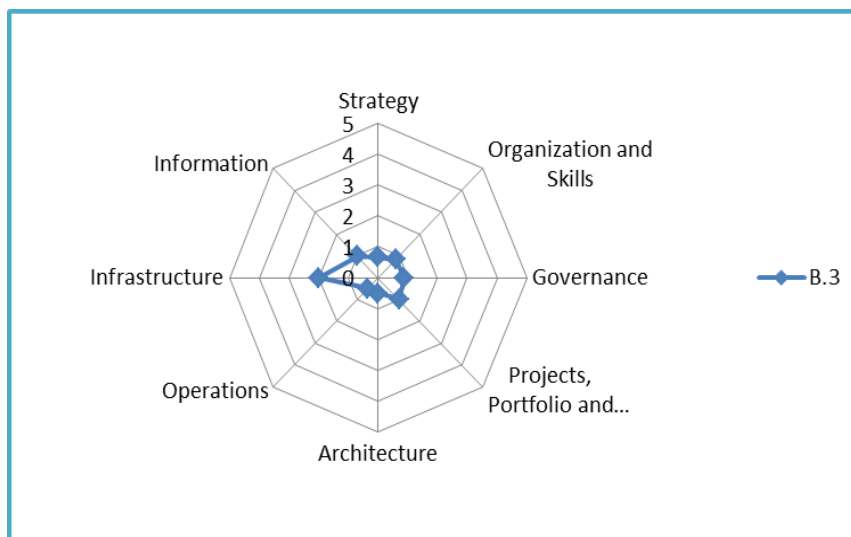 Strategy
5
4
3
2
1
0
Organization and
Skills
Governance
Projects,
Portfolio and...
Architecture
Operations
Infrastructure
Information
B.3